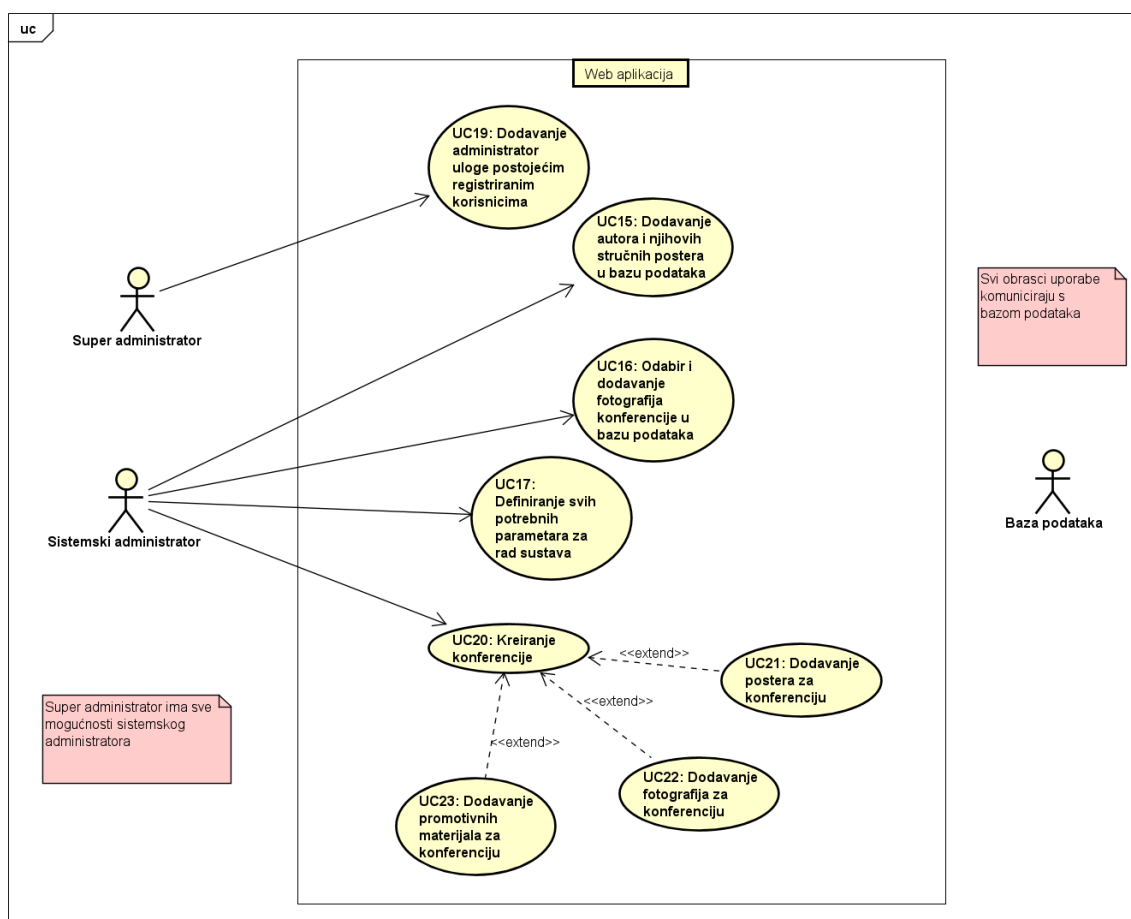 uc
Web aplikacija
UC19: Dodavanje
administrator
uloge postojećim
registriranim
korisnicima
UC15: Dodavanje
autora i njihovih
stručnih postera
u bazu podataka
Svi obrasci uporabe
komuniciraju s
bazom podataka
Super administrator
UC16: Odabir i
dodavanje
fotografija
konferencije u
bazu podataka
UC17:
Definiranje svih
potrebnih
parametara za
rad sustava
Sistemski administrator
Baza podataka
UC20: Kreiranje
konferencije
<<extend>>
UC21: Dodavanje
postera za
konferenciju
<<extend>>
Super administrator ima sve
mogućnosti sistemskog
administratora
<<extend>>
UC22: Dodavanje
fotografija za
konferenciju
UC23: Dodavanje
promotivnih
materijala za
konferenciju